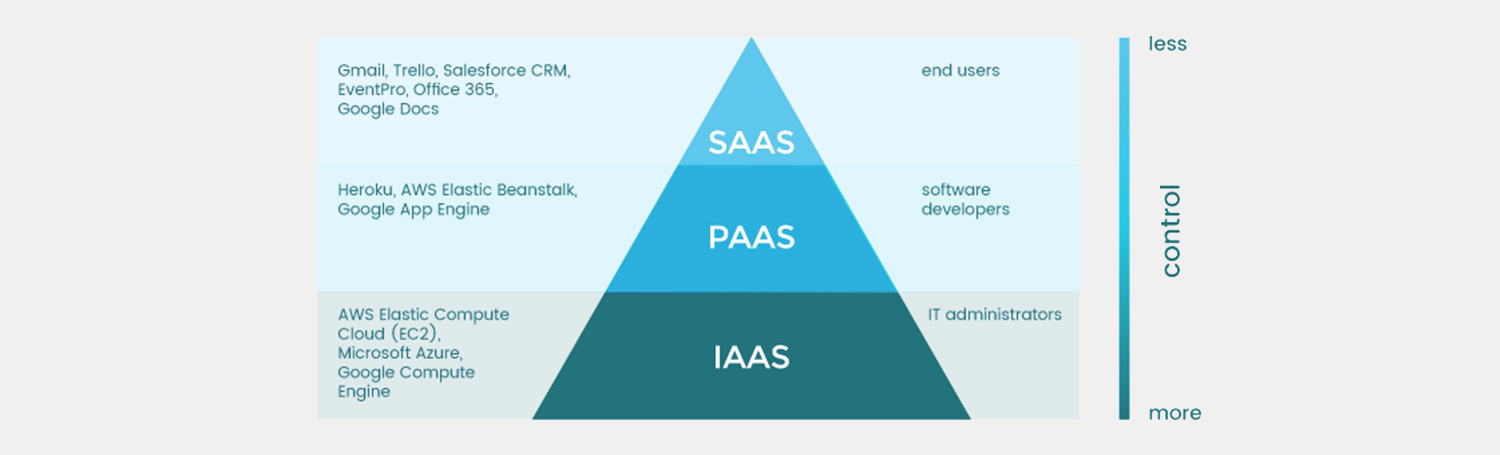 Gmail, Trello, Salesforce CRM,
EventPro, Office 365,
Google Docs
SAAS
end users
Heroku, AWS Elastic Beanstalk,
Google App Engine
PAAS
software
developers
AWS Elastic Compute
Cloud (EC2),
Microsoft Azure,
Google Compute
Engine
IAAS
IT administrators
less
control
more